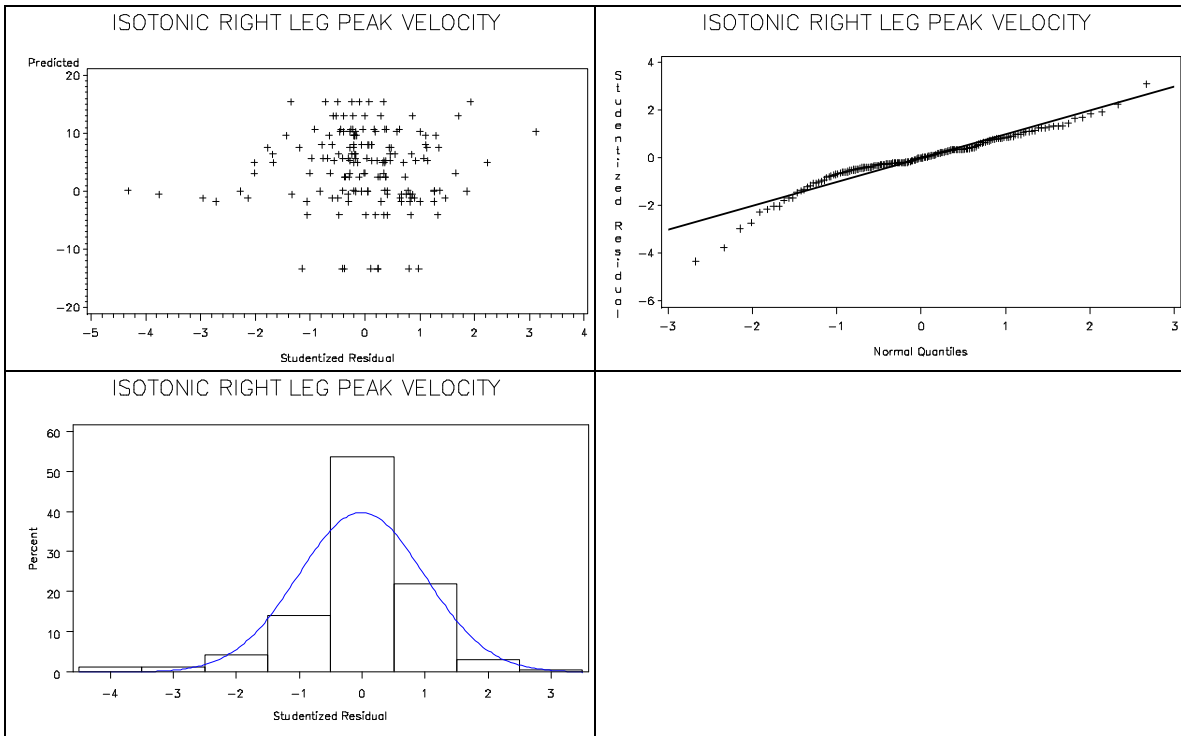 ISOTONIC RIGHT LEG PEAK VELOCITY
Predicted
20
10
0
-10
-20
-5 -4 -3 -2 -1 0 1 2 3 4
Studentized Residual
ISOTONIC RIGHT LEG PEAK VELOCITY
Studentized Residual
4
2
0
-2
-4
-6
-3 -2 -1 0 1 2 3
Normal Quantiles
ISOTONIC RIGHT LEG PEAK VELOCITY
Percent
60
50
40
30
20
10
0
-4 -3 -2 -1 0 1 2 3
Studentized Residual